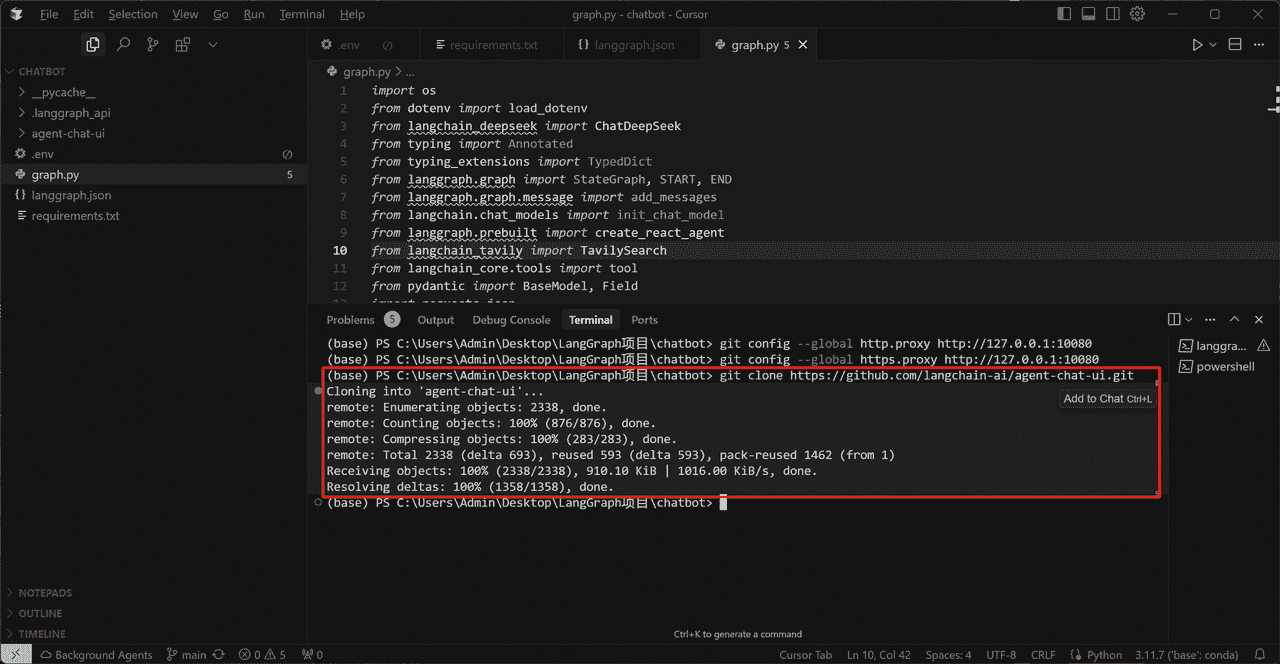 File Edit Selection View Go Run Terminal Help graph.py - chatbot - Cursor
.env requirements.txt {} langgraph.json graph.py 5
CHATBOT
__pycache__
.langgraph_api
agent-chat-ui
.env
graph.py 5
{} langgraph.json
requirements.txt
graph.py > ...
1 import os
2 from dotenv import load_dotenv
3 from langchain_deepseek import ChatDeepSeek
4 from typing import Annotated
5 from typing_extensions import TypedDict
6 from langgraph.graph import StateGraph, START, END
7 from langgraph.graph.message import add_messages
8 from langchain.chat_models import init_chat_model
9 from langgraph.prebuilt import create_react_agent
10 from langchain_tavily import TavilySearch
11 from langchain_core.tools import tool
12 from pydantic import BaseModel, Field
Problems 5 Output Debug Console Terminal Ports
(base) PS C:\Users\Admin\Desktop\LangGraph项目\chatbot> git config --global http.proxy http://127.0.0.1:10080
(base) PS C:\Users\Admin\Desktop\LangGraph项目\chatbot> git config --global https.proxy http://127.0.0.1:10080
(base) PS C:\Users\Admin\Desktop\LangGraph项目\chatbot> git clone https://github.com/langchain-ai/agent-chat-ui.git
Cloning into 'agent-chat-ui'...
remote: Enumerating objects: 2338, done.
remote: Counting objects: 100% (876/876), done.
remote: Compressing objects: 100% (283/283), done.
remote: Total 2338 (delta 693), reused 593 (delta 593), pack-reused 1462 (from 1)
Receiving objects: 100% (2338/2338), 910.10 KiB | 1016.00 KiB/s, done.
Resolving deltas: 100% (1358/1358), done.
(base) PS C:\Users\Admin\Desktop\LangGraph项目\chatbot>
Add to Chat Ctrl+L
langgra...
powershell
Ctrl+K to generate a command
NOTEPADS
OUTLINE
TIMELINE
Background Agents main 0 5 0 Cursor Tab Ln 10, Col 42 Spaces: 4 UTF-8 CRLF {} Python 3.11.7 ('base': conda)